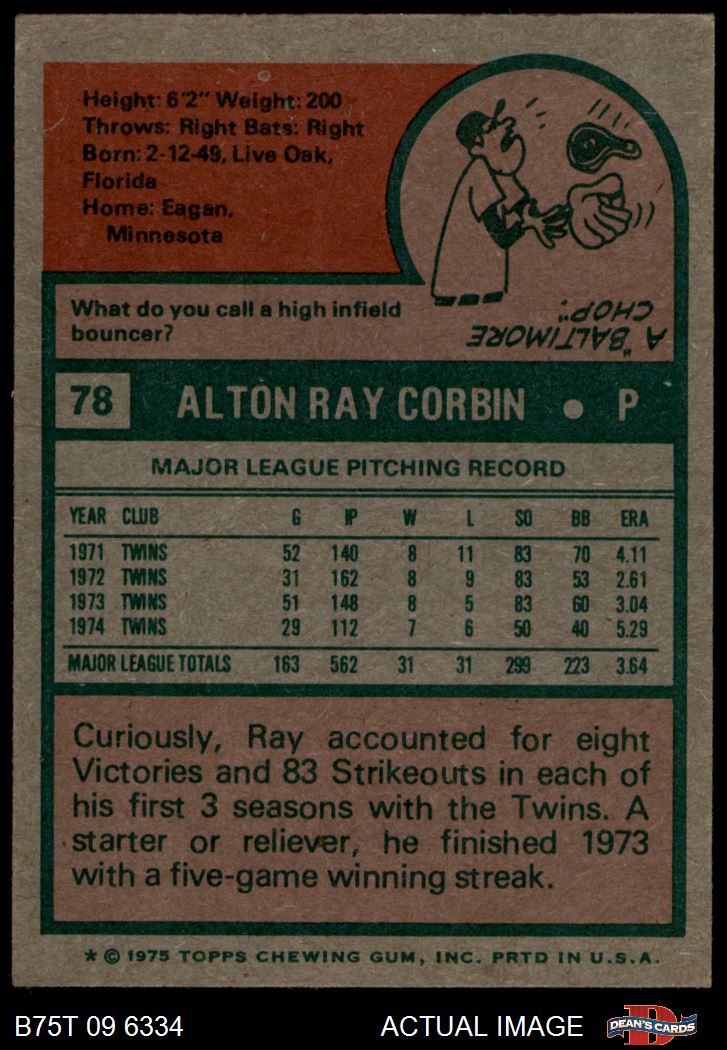 Height: 6'2" Weight: 200
Throws: Right Bats: Right
Born: 2-12-49, Live Oak,
Florida
Home: Eagan,
Minnesota
What do you call a high infield
bouncer?
A "BALTIMORE
CHOP".
78 ALTON RAY CORBIN • P
MAJOR LEAGUE PITCHING RECORD
YEAR CLUB G IP W L SO BB ERA
1971 TWINS 52 140 8 11 83 70 4.11
1972 TWINS 31 162 8 9 83 53 2.61
1973 TWINS 51 148 8 5 83 60 3.04
1974 TWINS 29 112 7 6 50 40 5.29
MAJOR LEAGUE TOTALS 163 562 31 31 299 223 3.64
Curiously, Ray accounted for eight
Victories and 83 Strikeouts in each of
his first 3 seasons with the Twins. A
starter or reliever, he finished 1973
with a five-game winning streak.
* © 1975 TOPPS CHEWING GUM, INC. PRTD IN U.S.A.
B75T 09 6334 ACTUAL IMAGE
D
DEAN'S CARDS